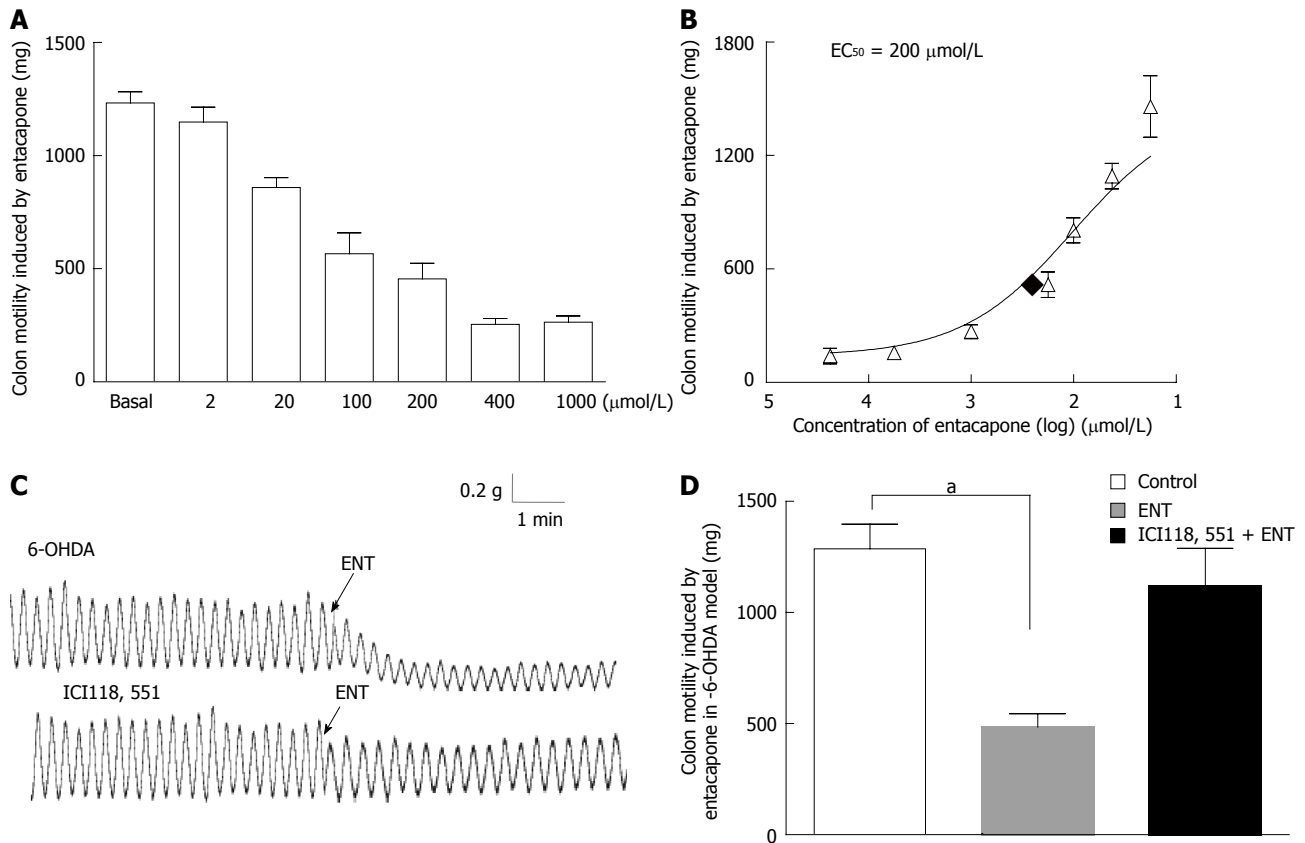 A
Colon motility induced by entacapone (mg)
1500
1000
500
0
Basal 2 20 100 200 400 1000 (μmol/L)
B
Colon motility induced by entacapone (mg)
EC50 = 200 μmol/L
1800
1200
600
0
5 4 3 2 1
Concentration of entacapone (log) (μmol/L)
C
0.2 g
1 min
6-OHDA
ENT
ICI118, 551
ENT
D
Colon motility induced by
entacapone in -6-OHDA model (mg)
1500
1000
500
0
a
Control
ENT
ICI118, 551 + ENT